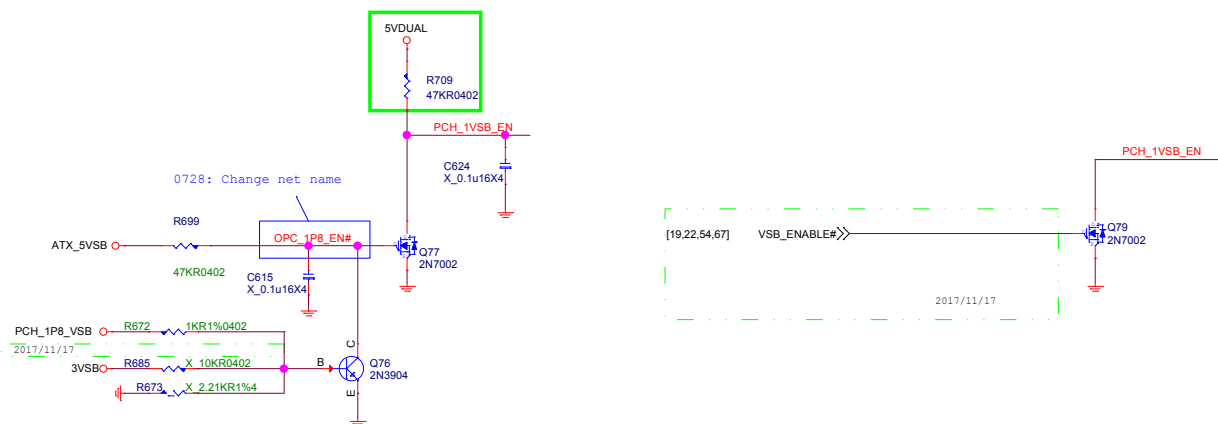 5VDUAL
R709
47KR0402
PCH_1VSB_EN
C624
X_0.1u16X4
0728: Change net name
R699
OPC_1P8_EN#
ATX_5VSB
47KR0402
C615
X_0.1u16X4
Q77
2N7002
PCH_1P8_VSB
R672
1KR1%0402
2017/11/17
3VSB
R685
X_10KR0402
R673
X_2.21KR1%4
B
C
E
Q76
2N3904
PCH_1VSB_EN
[19,22,54,67]
VSB_ENABLE#
Q79
2N7002
2017/11/17